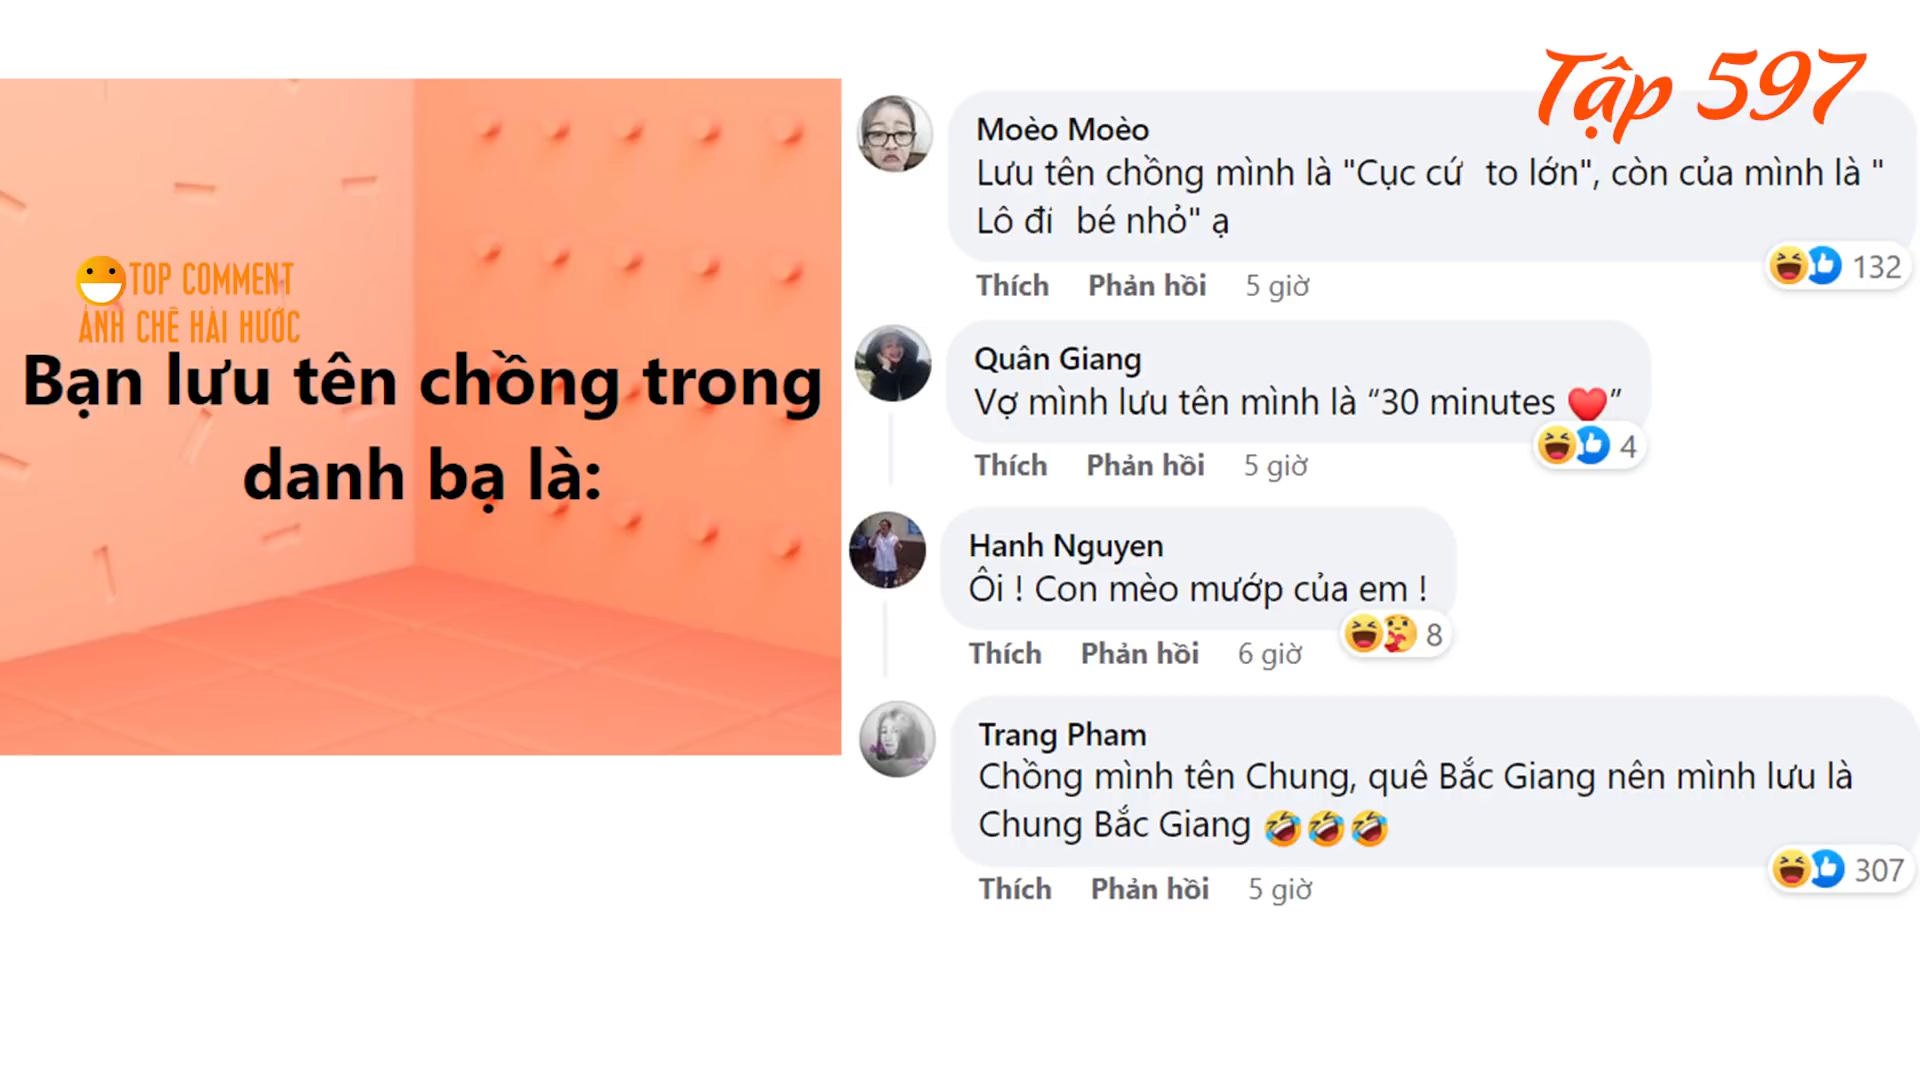 Tập 597
TOP COMMENT
ẢNH CHẾ HÀI HƯỚC
Bạn lưu tên chồng trong
danh bạ là:
Moèo Moèo
Lưu tên chồng mình là "Cục cứ to lớn", còn của mình là "
Lô đi bé nhỏ" ạ
Thích Phản hồi 5 giờ
132
Quân Giang
Vợ mình lưu tên mình là “30 minutes ❤️”
4
Thích Phản hồi 5 giờ
Hanh Nguyen
Ôi ! Con mèo mướp của em !
8
Thích Phản hồi 6 giờ
Trang Pham
Chồng mình tên Chung, quê Bắc Giang nên mình lưu là
Chung Bắc Giang 🤣🤣🤣
307
Thích Phản hồi 5 giờ